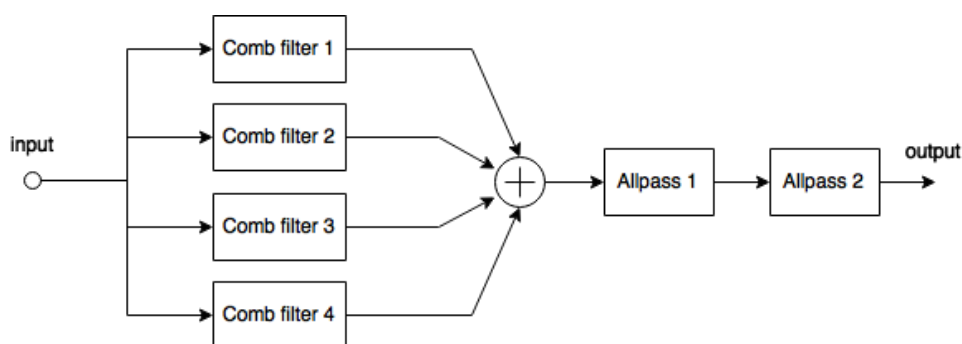 Comb filter 1
Comb filter 2
input
output
Allpass 1
Allpass 2
Comb filter 3
Comb filter 4